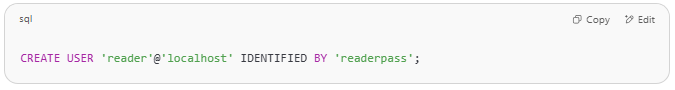 sql
Copy
Edit
CREATE USER 'reader'@'localhost' IDENTIFIED BY 'readerpass';